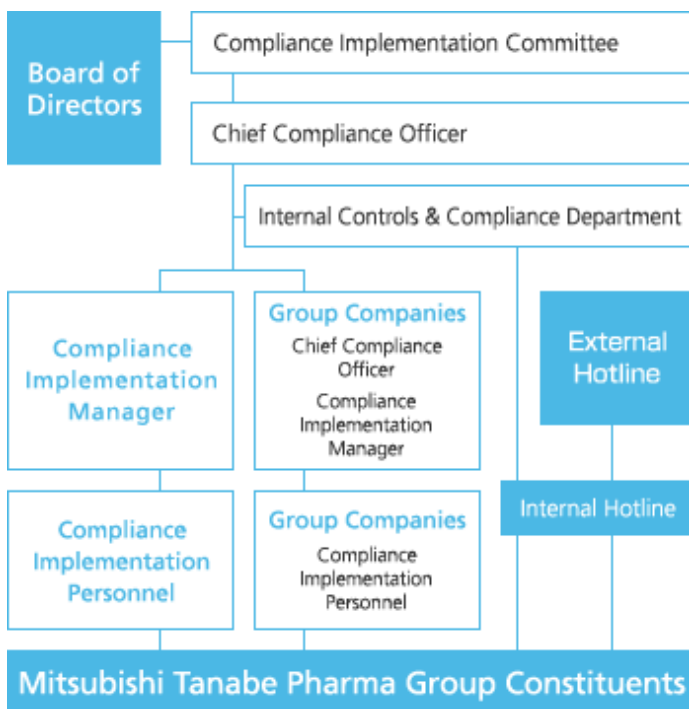 Board of
Directors
Compliance Implementation Committee
Chief Compliance Officer
Internal Controls & Compliance Department
Compliance
Implementation
Manager
Group Companies
Chief Compliance
Officer
Compliance
Implementation
Manager
External
Hotline
Compliance
Implementation
Personnel
Group Companies
Compliance
Implementation
Personnel
Internal Hotline
Mitsubishi Tanabe Pharma Group Constituents